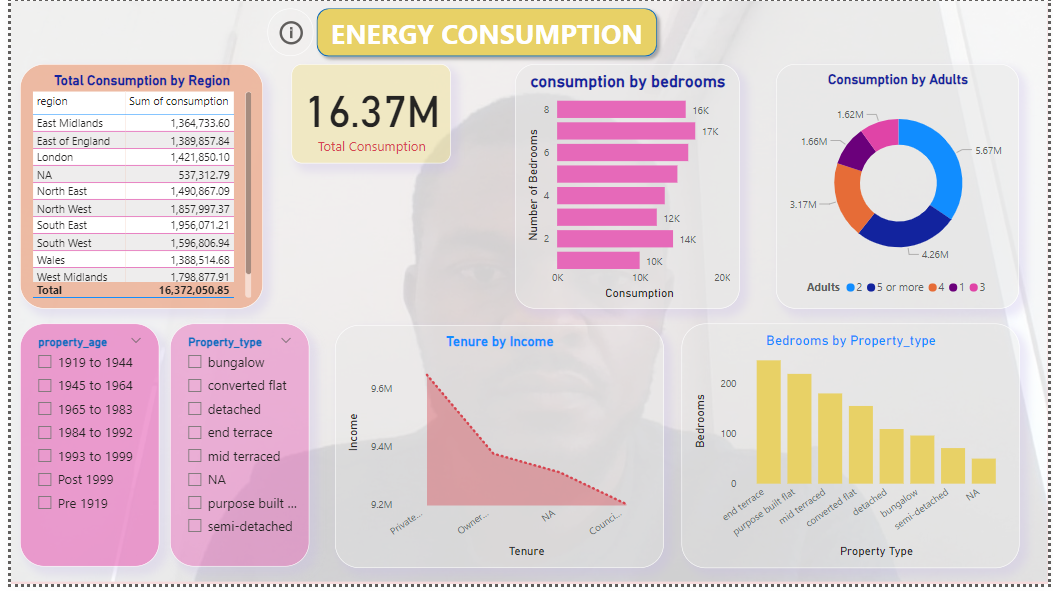 i
ENERGY CONSUMPTION
Total Consumption by Region
region Sum of consumption
East Midlands 1,364,733.60
East of England 1,389,857.84
London 1,421,850.10
NA 537,312.79
North East 1,490,867.09
North West 1,857,997.37
South East 1,956,071.21
South West 1,596,806.94
Wales 1,388,514.68
West Midlands 1,798,877.91
Total 16,372,050.85
16.37M
Total Consumption
consumption by bedrooms
Number of Bedrooms
8
6
4
2
16K
17K
12K
14K
10K
0K 10K 20K
Consumption
Consumption by Adults
1.62M
1.66M
5.67M
3.17M
4.26M
Adults 2 5 or more 4 1 3
property_age
1919 to 1944
1945 to 1964
1965 to 1983
1984 to 1992
1993 to 1999
Post 1999
Pre 1919
Property_type
bungalow
converted flat
detached
end terrace
mid terraced
NA
purpose built ...
semi-detached
Tenure by Income
Income
9.6M
9.4M
9.2M
Private...
Owner...
NA
Counci...
Tenure
Bedrooms by Property_type
Bedrooms
200
100
0
end terrace
purpose built flat
mid terraced
converted flat
detached
bungalow
semi-detached
NA
Property Type